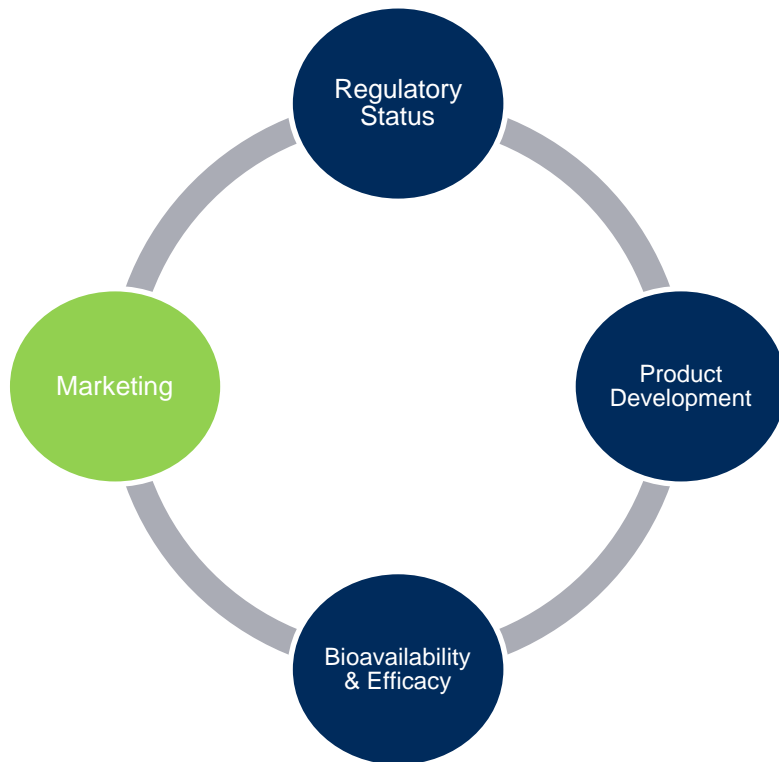 Regulatory
Status
Marketing
Product
Development
Bioavailability
& Efficacy